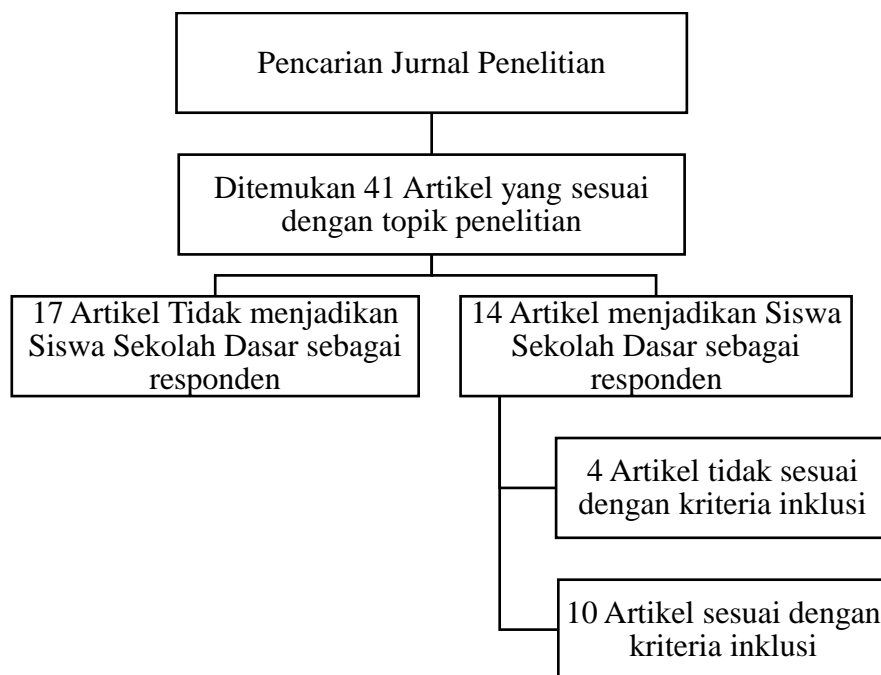 Pencarian Jurnal Penelitian
Ditemukan 41 Artikel yang sesuai
dengan topik penelitian
17 Artikel Tidak menjadikan
Siswa Sekolah Dasar sebagai
responden
14 Artikel menjadikan Siswa
Sekolah Dasar sebagai
responden
4 Artikel tidak sesuai
dengan kriteria inklusi
10 Artikel sesuai dengan
kriteria inklusi